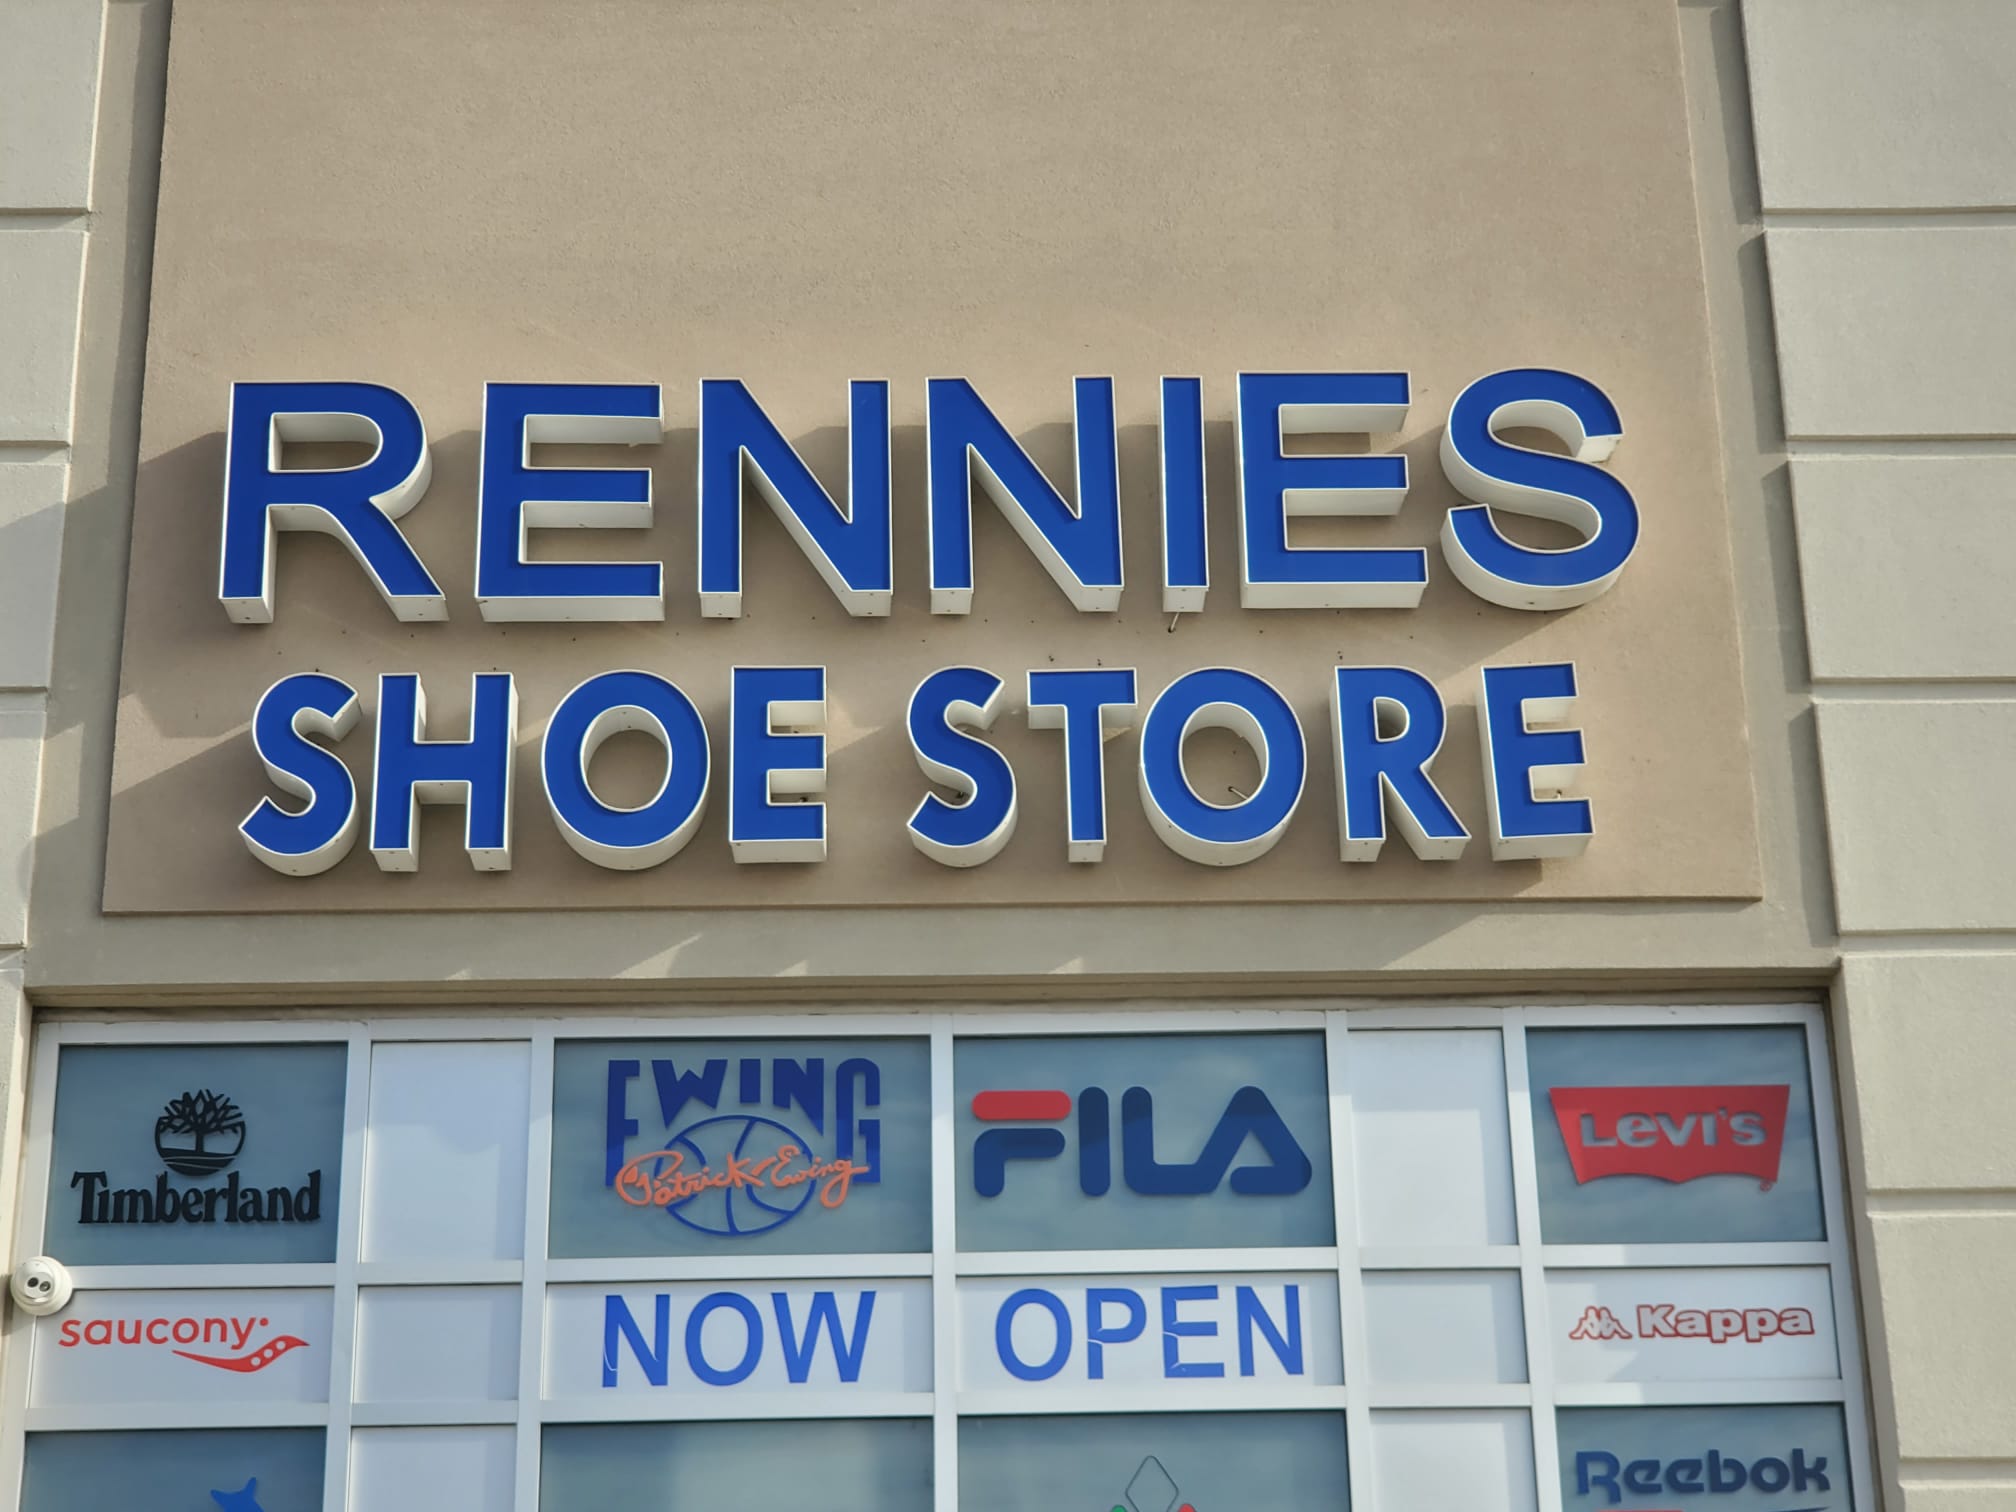 RENNIES
SHOE STORE
Timberland
EWING
Patrick Ewing
FILA
LEVI'S
saucony
NOW OPEN
Kappa
Reebok